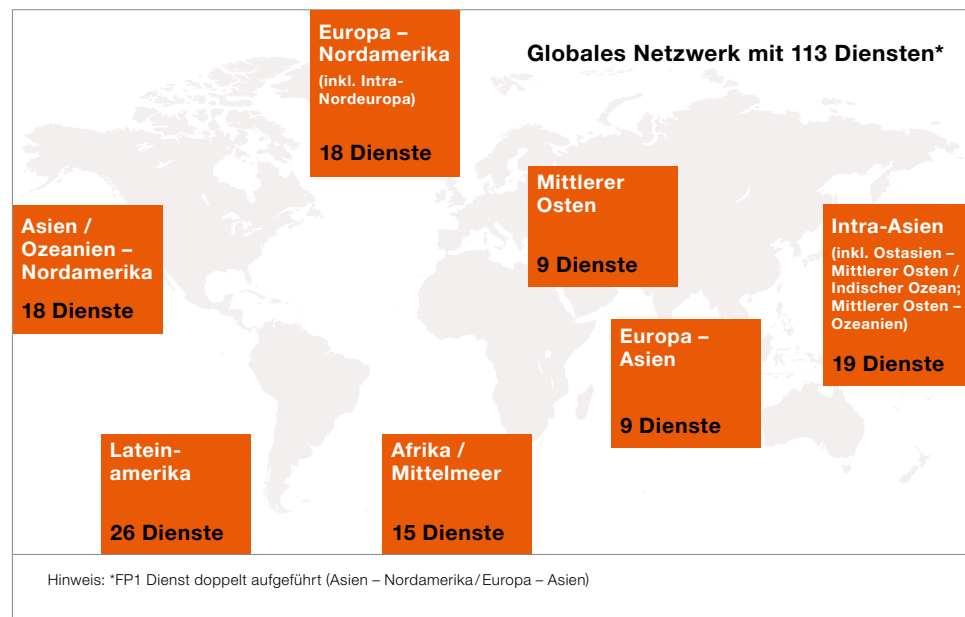 Globales Netzwerk mit 113 Diensten*
Europa –
Nordamerika
(inkl. Intra-
Nordeuropa)
18 Dienste
Mittlerer
Osten
9 Dienste
Asien /
Ozeanien –
Nordamerika
18 Dienste
Intra-Asien
(inkl. Ostasien –
Mittlerer Osten /
Indischer Ozean;
Mittlerer Osten –
Ozeanien)
19 Dienste
Europa –
Asien
9 Dienste
Latein-
amerika
26 Dienste
Afrika /
Mittelmeer
15 Dienste
Hinweis: *FP1 Dienst doppelt aufgeführt (Asien – Nordamerika / Europa – Asien)